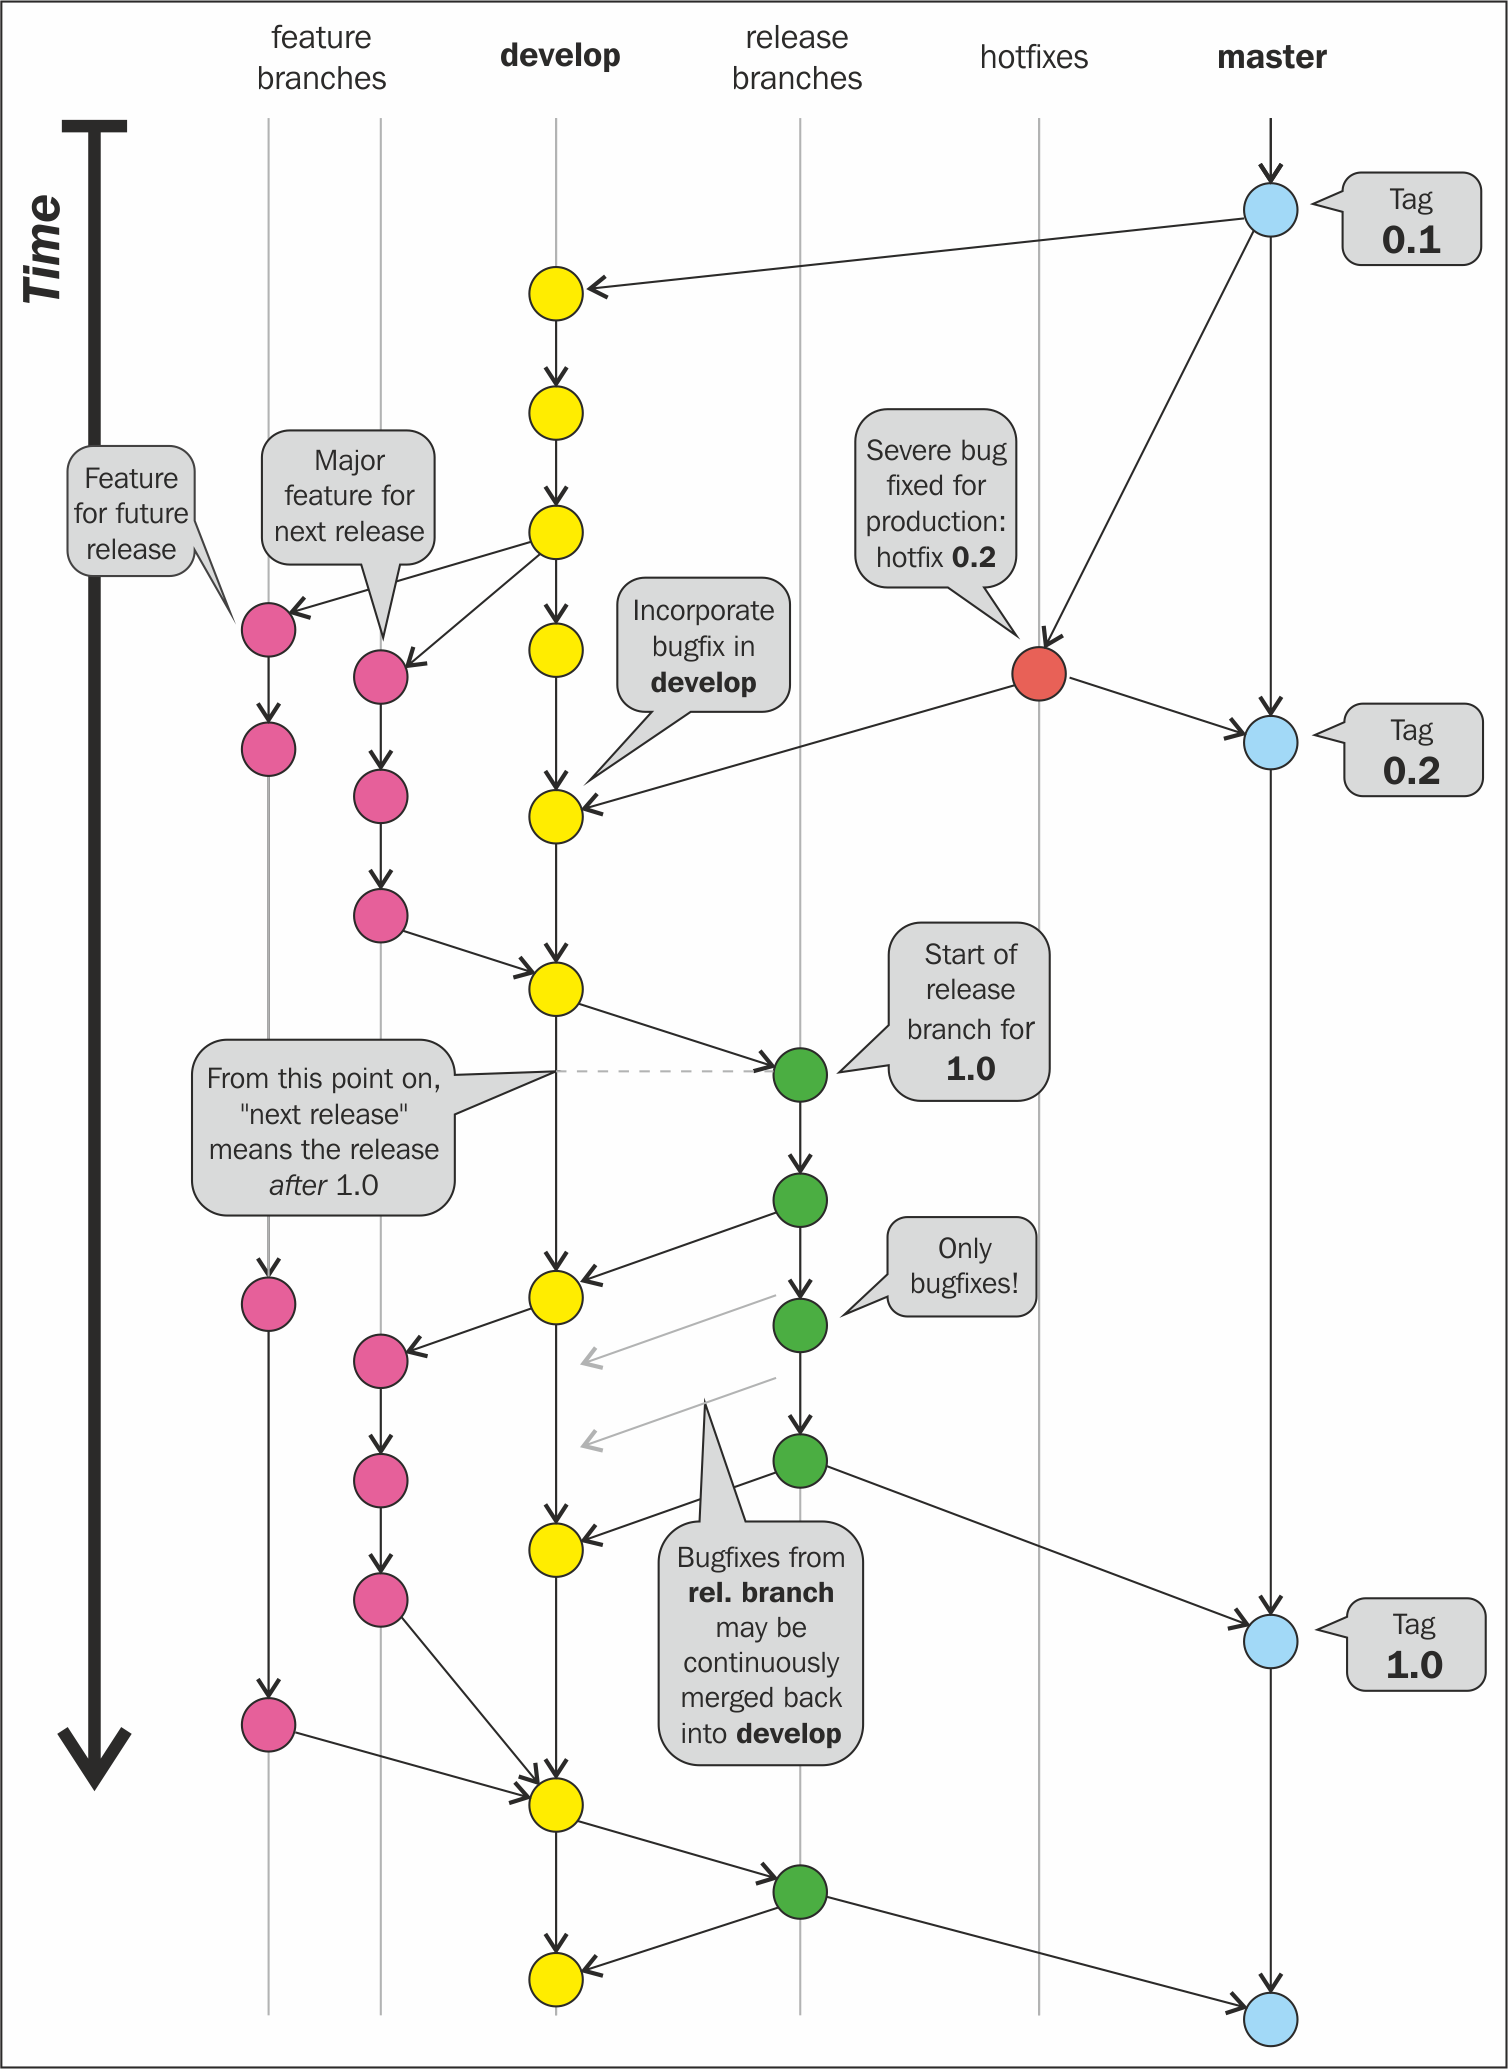 feature
branches
develop
release
branches
hotfixes
master
Time
Tag
0.1
Feature
for future
release
Major
feature for
next release
Severe bug
fixed for
production:
hotfix 0.2
Incorporate
bugfix in
develop
Tag
0.2
Start of
release
branch for
1.0
From this point on,
"next release"
means the release
after 1.0
Only
bugfixes!
Bugfixes from
rel. branch
may be
continuously
merged back
into develop
Tag
1.0